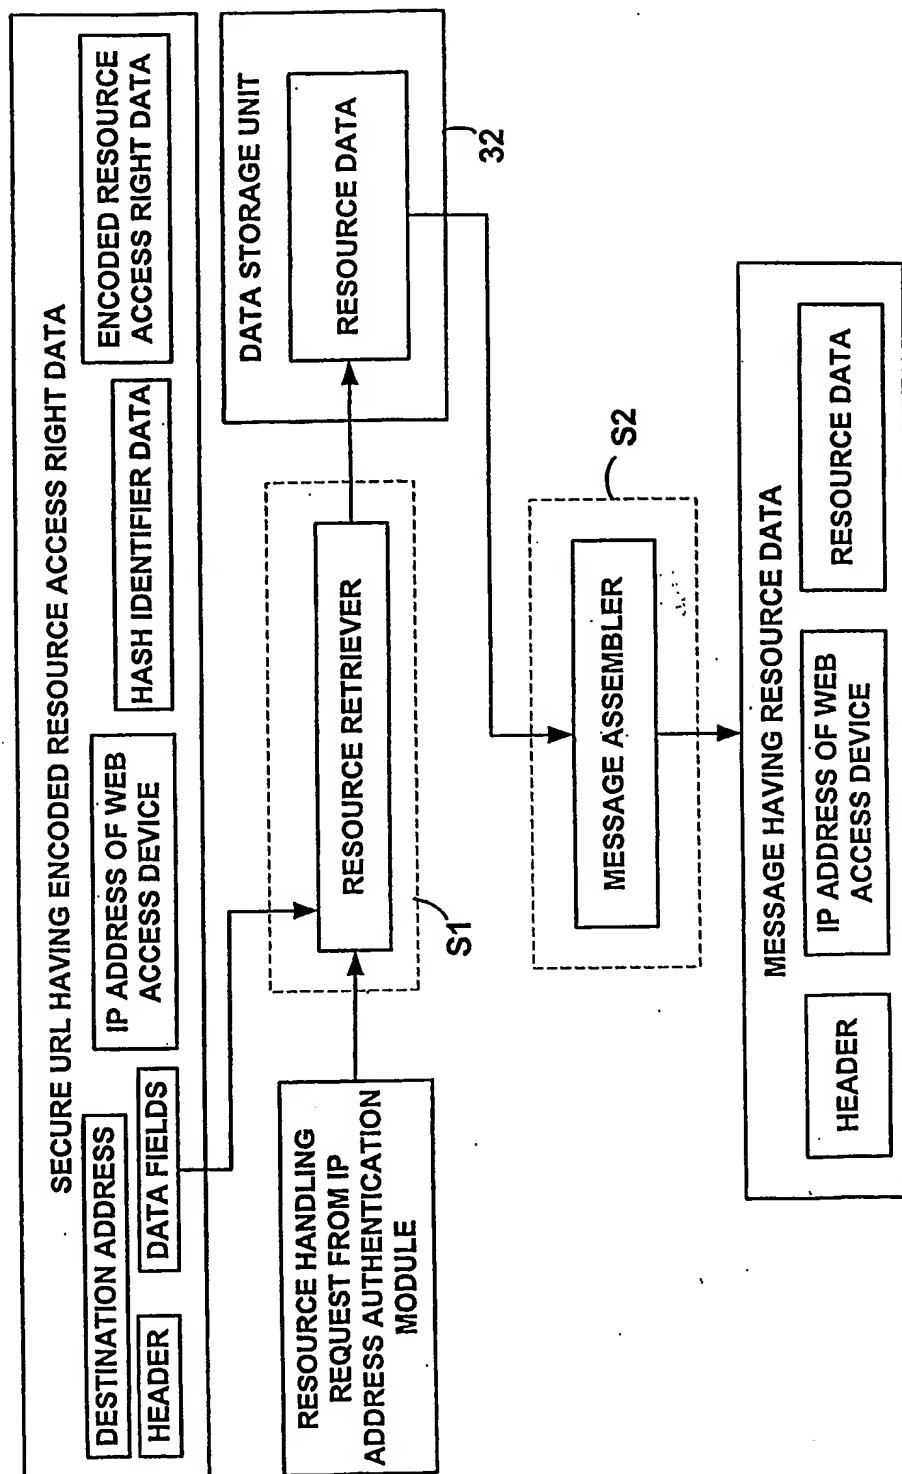 SECURE URL HAVING ENCODED RESOURCE ACCESS RIGHT DATA
DESTINATION ADDRESS
HEADER
DATA FIELDS
IP ADDRESS OF WEB
ACCESS DEVICE
HASH IDENTIFIER DATA
ENCODED RESOURCE
ACCESS RIGHT DATA
RESOURCE HANDLING
REQUEST FROM IP
ADDRESS AUTHENTICATION
MODULE
RESOURCE RETRIEVER
S1
DATA STORAGE UNIT
RESOURCE DATA
32
MESSAGE ASSEMBLER
S2
MESSAGE HAVING RESOURCE DATA
HEADER
IP ADDRESS OF WEB
ACCESS DEVICE
RESOURCE DATA